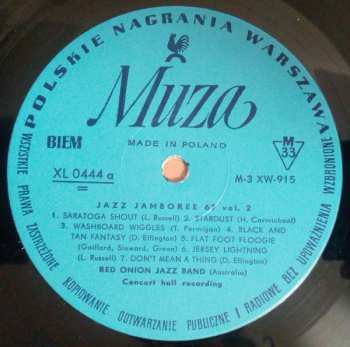 POLSKIE NAGRANIA WARSZAWA
Muza
BIEM
MADE IN POLAND
M
33
XL 0444 a
M-3 XW-915
JAZZ JAMBOREE 67 vol. 2
1. SARATOGA SHOUT (L. Russell) 2. STARDUST (H. Carmichael)
3. WASHBOARD WIGGLES (T. Parmigan) 4. BLACK AND
TAN FANTASY (D. Ellington) 5. FLAT FOOT FLOOGIE
(Gaillard, Steward, Green) 6. JERSEY LIGHTNING
(L. Russell) 7. DON'T MEAN A THING (D. Ellington)
RED ONION JAZZ BAND (Australia)
Concert hall recording
WSZYSTKIE PRAWA ZASTRZEŻONE KOPIOWANIE ODTWARZANIE PUBLICZNE I RADIOWE BEZ UPOWAŻNIENIA WZBRONIONE